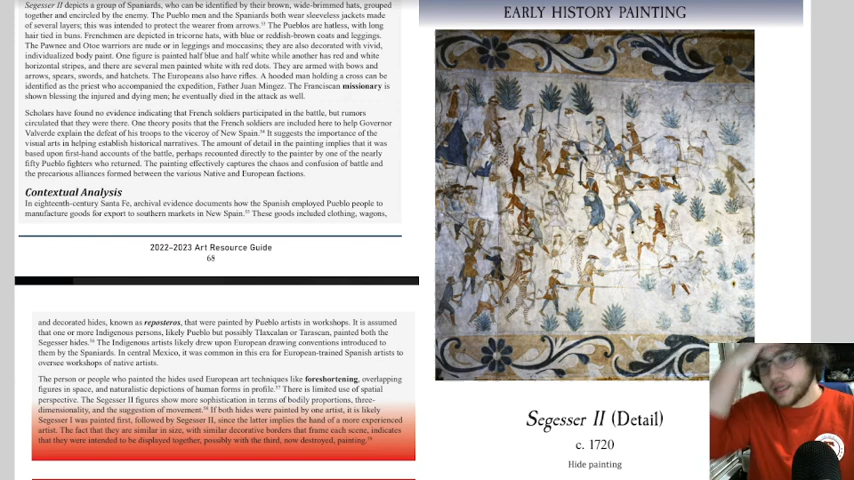 Segesser II depicts a group of Spaniards, who can be identified by their brown, wide-brimmed hats, grouped
together and encircled by the enemy. The Pueblo men and the Spaniards both wear sleeveless jackets made
of several layers; this was intended to protect the wearer from arrows. The Pueblos are hatless, with long
hair tied in buns. Frenchmen are depicted in tricorne hats, with blue or reddish-brown coats and leggings.
The Pawnee and Otoe warriors are nude or in leggings and moccasins; they are also decorated with vivid,
individualized body paint. One figure is painted half blue and half white while another has red and white
horizontal stripes, and there are several men painted white with red dots. They are armed with bows and
arrows, spears, swords, and hatchets. The Europeans also have rifles. A hooded man holding a cross can be
identified as the priest who accompanied the expedition, Father Juan Mingez. The Franciscan missionary is
shown blessing the injured and dying men; he eventually died in the attack as well.
Scholars have found no evidence indicating that French soldiers participated in the battle, but rumors
circulated that they were there. One theory posits that the French soldiers are included here to help Governor
Valverde explain the defeat of his troops to the viceroy of New Spain. It suggests the importance of the
visual arts in helping establish historical narratives. The amount of detail in the painting implies that it was
based upon first-hand accounts of the battle, perhaps recounted directly to the painter by one of the nearly
fifty Pueblo fighters who returned. The painting effectively captures the chaos and confusion of battle and
the precarious alliances formed between the various Native and European factions.
Contextual Analysis
In eighteenth-century Santa Fe, archival evidence documents how the Spanish employed Pueblo people to
manufacture goods for export to southern markets in New Spain. These goods included clothing, wagons,
2022–2023 Art Resource Guide
68
and decorated hides, known as reposteros, that were painted by Pueblo artists in workshops. It is assumed
that one or more Indigenous persons, likely Pueblo but possibly Tlaxcalan or Tarascan, painted both the
Segesser hides. The Indigenous artists likely drew upon European drawing conventions introduced to
them by the Spaniards. In central Mexico, it was common in this era for European-trained Spanish artists to
oversee workshops of native artists.
The person or people who painted the hides used European art techniques like foreshortening, overlapping
figures in space, and naturalistic depictions of human forms in profile. There is limited use of spatial
perspective. The Segesser II figures show more sophistication in terms of bodily proportions, three-
dimensionality, and the suggestion of movement. If both hides were painted by one artist, it is likely
Segesser I was painted first, followed by Segesser II, since the latter implies the hand of a more experienced
artist. The fact that they are similar in size, with similar decorative borders that frame each scene, indicates
that they were intended to be displayed together, possibly with the third, now destroyed, painting.
EARLY HISTORY PAINTING
Segesser II (Detail)
c. 1720
Hide painting